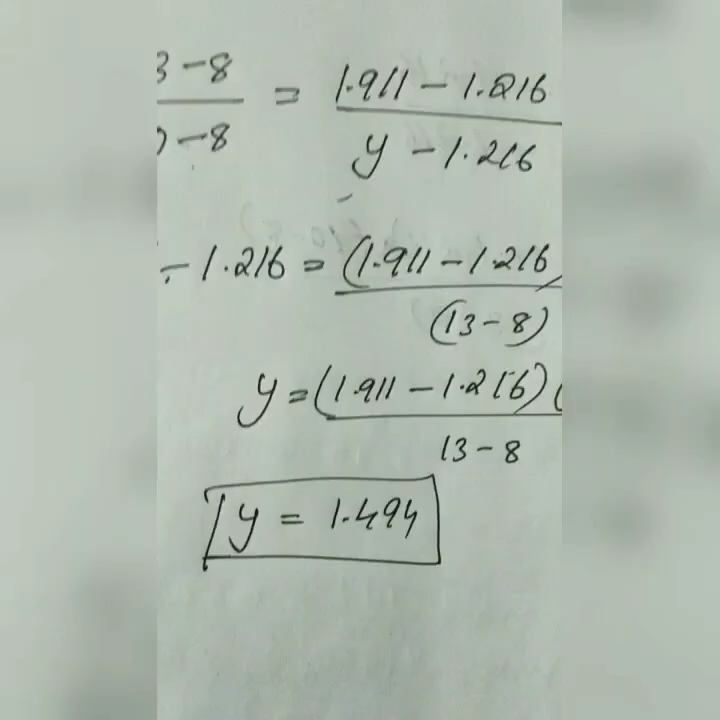 3-8 = 1.911 - 1.216
0-8 y - 1.216
- 1.216 = (1.911 - 1.216)
(13-8)
y = (1.911 - 1.216) (
13-8
y = 1.494